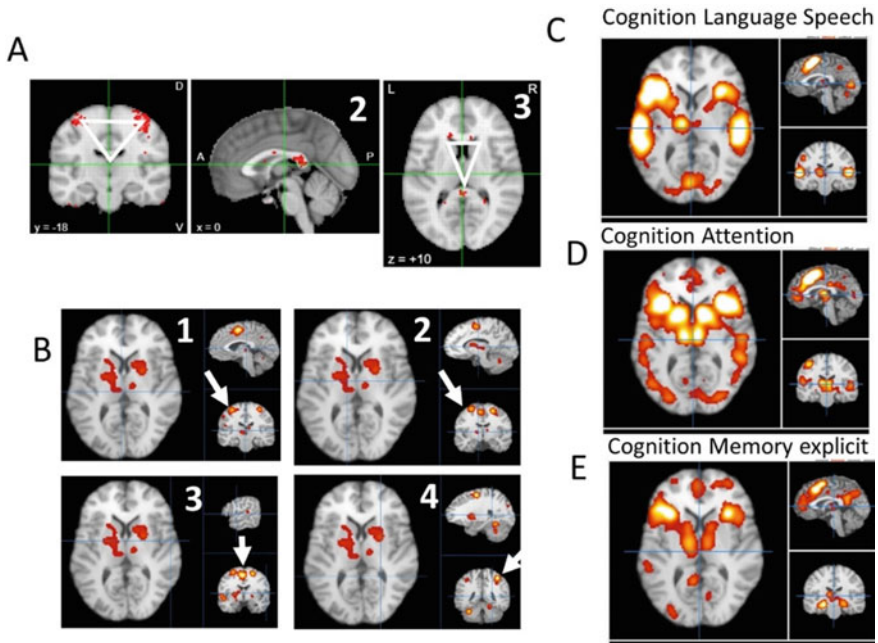 A
D
y = -18
V
2
A
P
x = 0
L
R
3
z = +10
B
1
2
3
4
C
Cognition Language Speech
D
Cognition Attention
E
Cognition Memory explicit